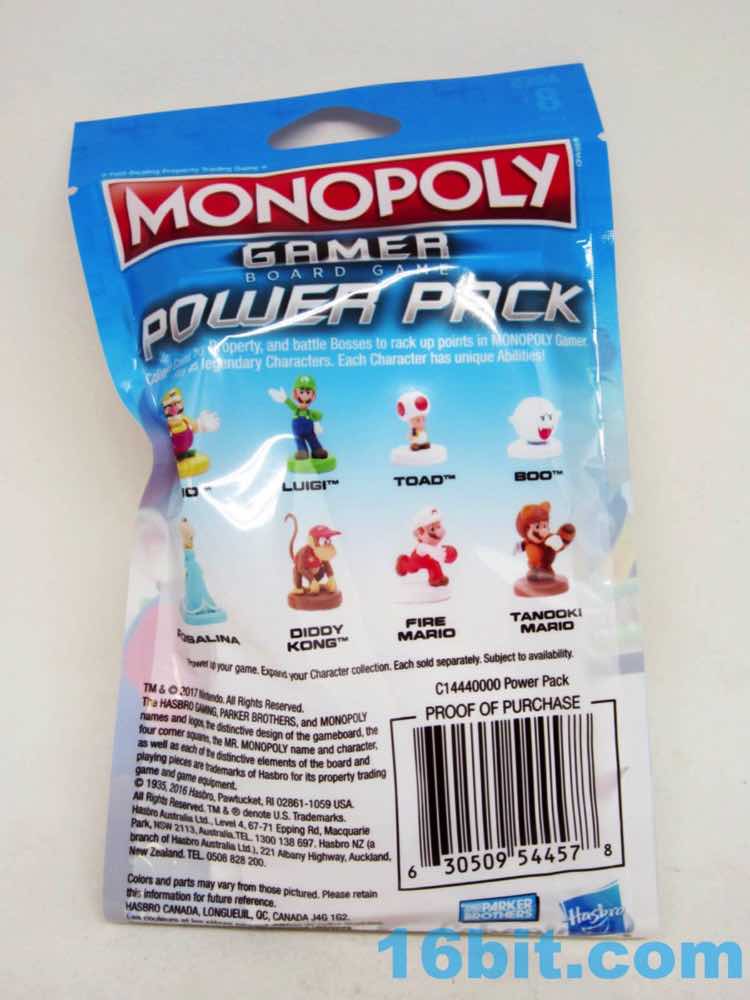 8
Fast-Dealing Property Trading Game
MONOPOLY
GAMER
BOARD GAME
POWER PACK
Property, and battle Bosses to rack up points in MONOPOLY Gamer
as legendary Characters. Each Character has unique Abilities!
IO™ LUIGI™ TOAD™ BOO™
OSALINA DIDDY KONG™ FIRE MARIO TANOOKI MARIO
Power up your game. Expand your Character collection. Each sold separately. Subject to availability.
C14440000 Power Pack
PROOF OF PURCHASE
6 30509 54457 8
TM & © 2017 Nintendo. All Rights Reserved.
The HASBRO GAMING, PARKER BROTHERS, and MONOPOLY
names and logos, the distinctive design of the gameboard, the
four corner squares, the MR. MONOPOLY name and character,
as well as each of the distinctive elements of the board and
playing pieces are trademarks of Hasbro for its property trading
game and game equipment.
© 1935, 2016 Hasbro, Pawtucket, RI 02861-1059 USA.
All Rights Reserved. TM & ® denote U.S. Trademarks.
Hasbro Australia Ltd., Level 4, 67-71 Epping Rd, Macquarie
Park, NSW 2113, Australia. TEL. 1300 138 697. Hasbro NZ (a
branch of Hasbro Australia Ltd.), 221 Albany Highway, Auckland,
New Zealand. TEL. 0508 828 200.
Colors and parts may vary from those pictured. Please retain
this information for future reference.
HASBRO CANADA, LONGUEUIL, QC, CANADA J4G 1G2.
PARKER
BROTHERS
Hasbro
16bit.com